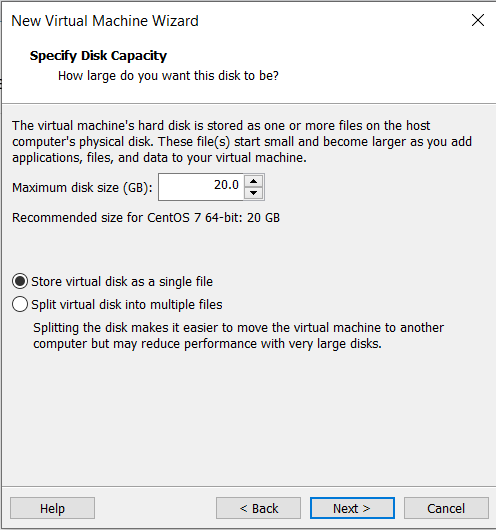 New Virtual Machine Wizard
Specify Disk Capacity
How large do you want this disk to be?
The virtual machine's hard disk is stored as one or more files on the host
computer's physical disk. These file(s) start small and become larger as you add
applications, files, and data to your virtual machine.
Maximum disk size (GB): 20.0
Recommended size for CentOS 7 64-bit: 20 GB
Store virtual disk as a single file
Split virtual disk into multiple files
Splitting the disk makes it easier to move the virtual machine to another
computer but may reduce performance with very large disks.
Help < Back Next > Cancel